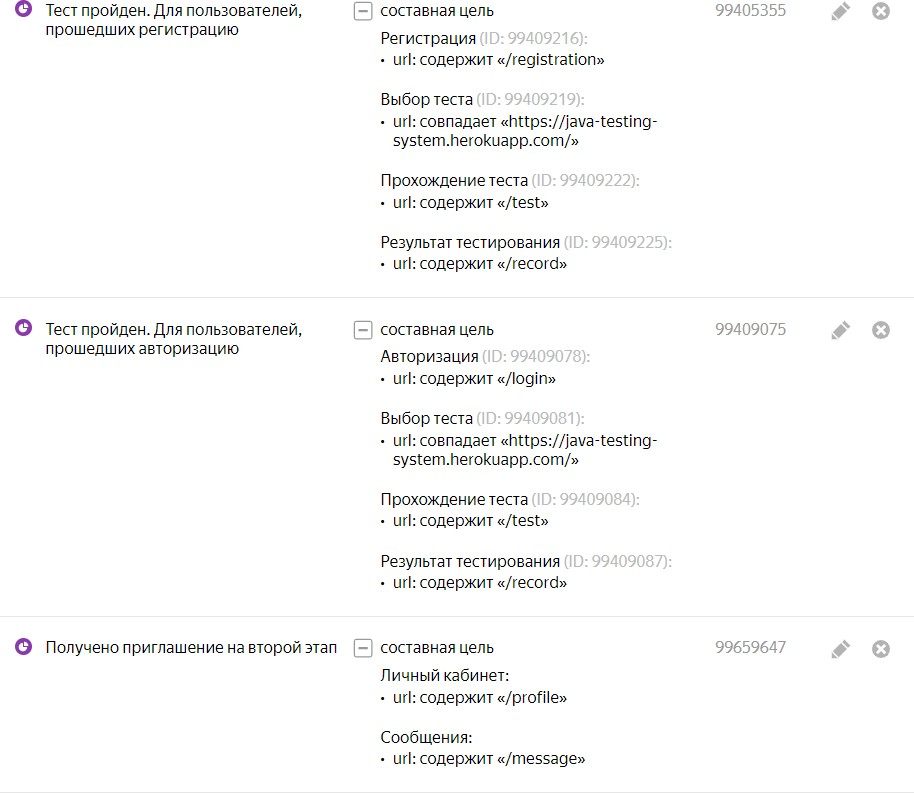 Тест пройден. Для пользователей,
прошедших регистрацию
составная цель
99405355
Регистрация (ID: 99409216):
• url: содержит «/registration»
Выбор теста (ID: 99409219):
• url: совпадает «https://java-testing-
system.herokuapp.com/»
Прохождение теста (ID: 99409222):
• url: содержит «/test»
Результат тестирования (ID: 99409225):
• url: содержит «/record»
Тест пройден. Для пользователей,
прошедших авторизацию
составная цель
99409075
Авторизация (ID: 99409078):
• url: содержит «/login»
Выбор теста (ID: 99409081):
• url: совпадает «https://java-testing-
system.herokuapp.com/»
Прохождение теста (ID: 99409084):
• url: содержит «/test»
Результат тестирования (ID: 99409087):
• url: содержит «/record»
Получено приглашение на второй этап
составная цель
99659647
Личный кабинет:
• url: содержит «/profile»
Сообщения:
• url: содержит «/message»